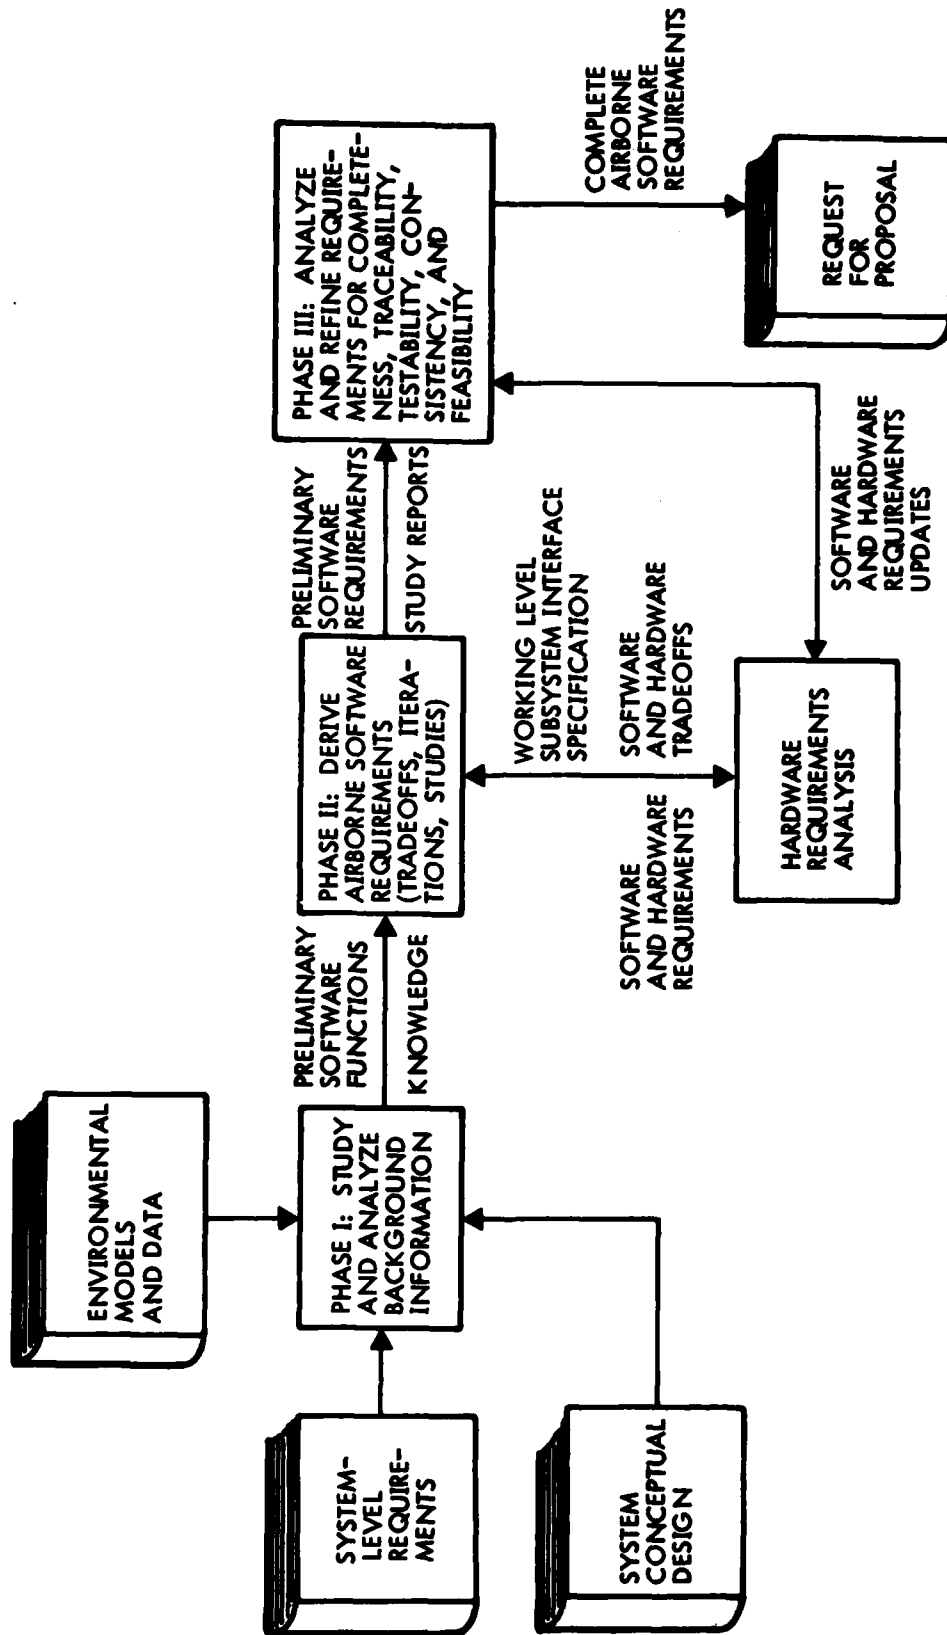 ENVIRONMENTAL
MODELS
AND DATA
SYSTEM-
LEVEL
REQUIRE-
MENTS
SYSTEM
CONCEPTUAL
DESIGN
PHASE I: STUDY
AND ANALYZE
BACKGROUND
INFORMATION
PRELIMINARY
SOFTWARE
FUNCTIONS
KNOWLEDGE
PHASE II: DERIVE
AIRBORNE SOFTWARE
REQUIREMENTS
(TRADEOFFS, ITERA-
TIONS, STUDIES)
SOFTWARE
AND HARDWARE
REQUIREMENTS
WORKING LEVEL
SUBSYSTEM INTERFACE
SPECIFICATION
SOFTWARE
AND HARDWARE
TRADEOFFS
HARDWARE
REQUIREMENTS
ANALYSIS
PRELIMINARY
SOFTWARE
REQUIREMENTS
STUDY REPORTS
PHASE III: ANALYZE
AND REFINE REQUIRE-
MENTS FOR COMPLETE-
NESS, TRACEABILITY,
TESTABILITY, CON-
SISTENCY, AND
FEASIBILITY
SOFTWARE
AND HARDWARE
REQUIREMENTS
UPDATES
COMPLETE
AIRBORNE
SOFTWARE
REQUIREMENTS
REQUEST
FOR
PROPOSAL